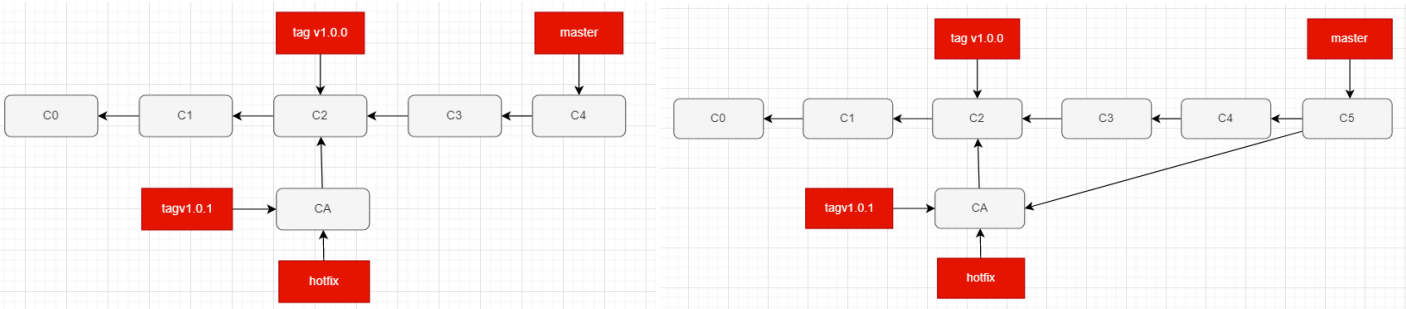 tag v1.0.0
master
C0
C1
C2
C3
C4
tagv1.0.1
CA
hotfix
tag v1.0.0
master
C0
C1
C2
C3
C4
C5
tagv1.0.1
CA
hotfix